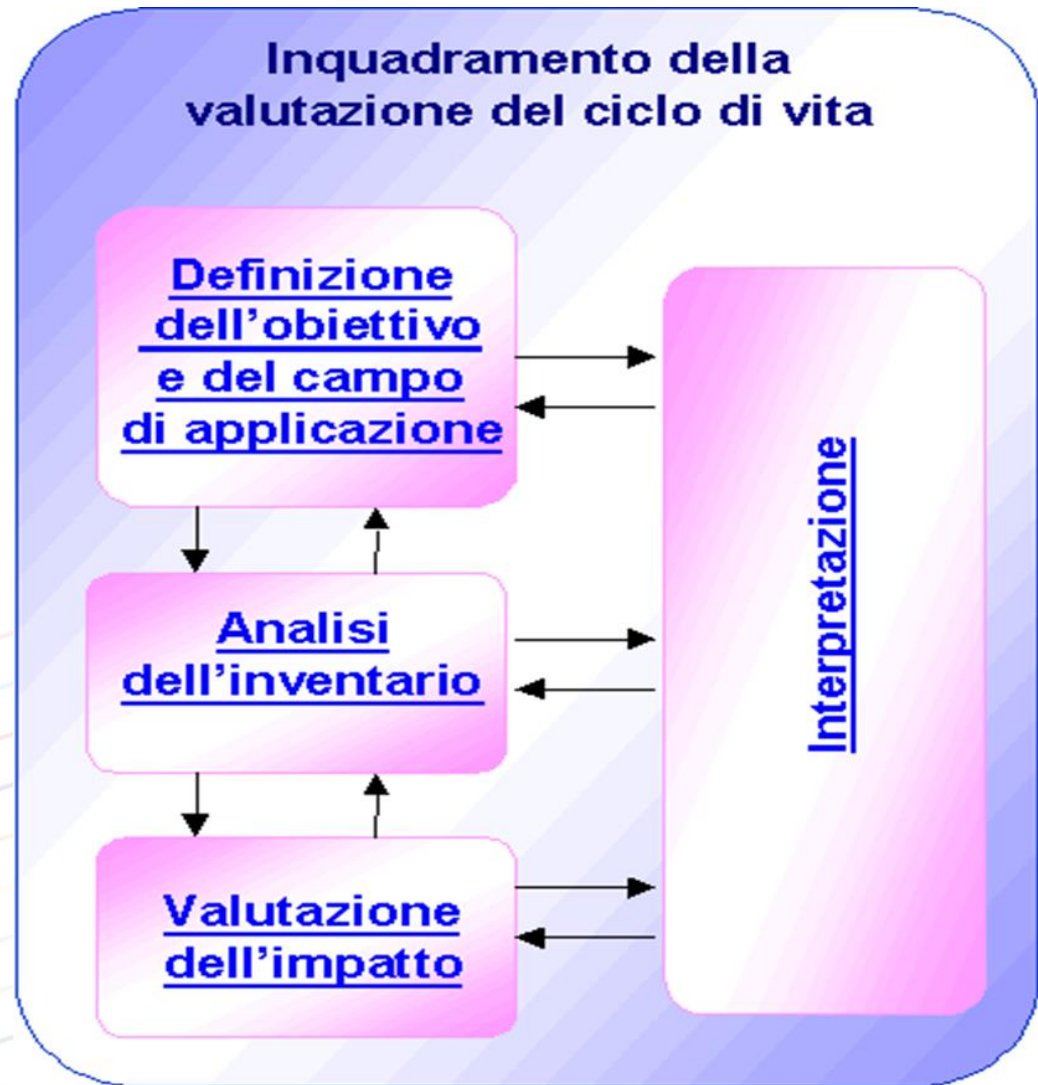 Inquadramento della
valutazione del ciclo di vita
Definizione
dell'obiettivo
e del campo
di applicazione
Analisi
dell'inventario
Valutazione
dell'impatto
Interpretazione